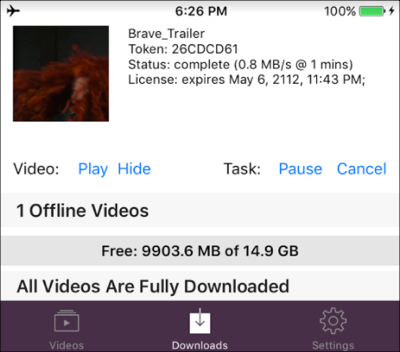 6:26 PM 100%
Brave_Trailer
Token: 26CDCD61
Status: complete (0.8 MB/s @ 1 mins)
License: expires May 6, 2112, 11:43 PM;
Video: Play Hide Task: Pause Cancel
1 Offline Videos
Free: 9903.6 MB of 14.9 GB
All Videos Are Fully Downloaded
Videos Downloads Settings